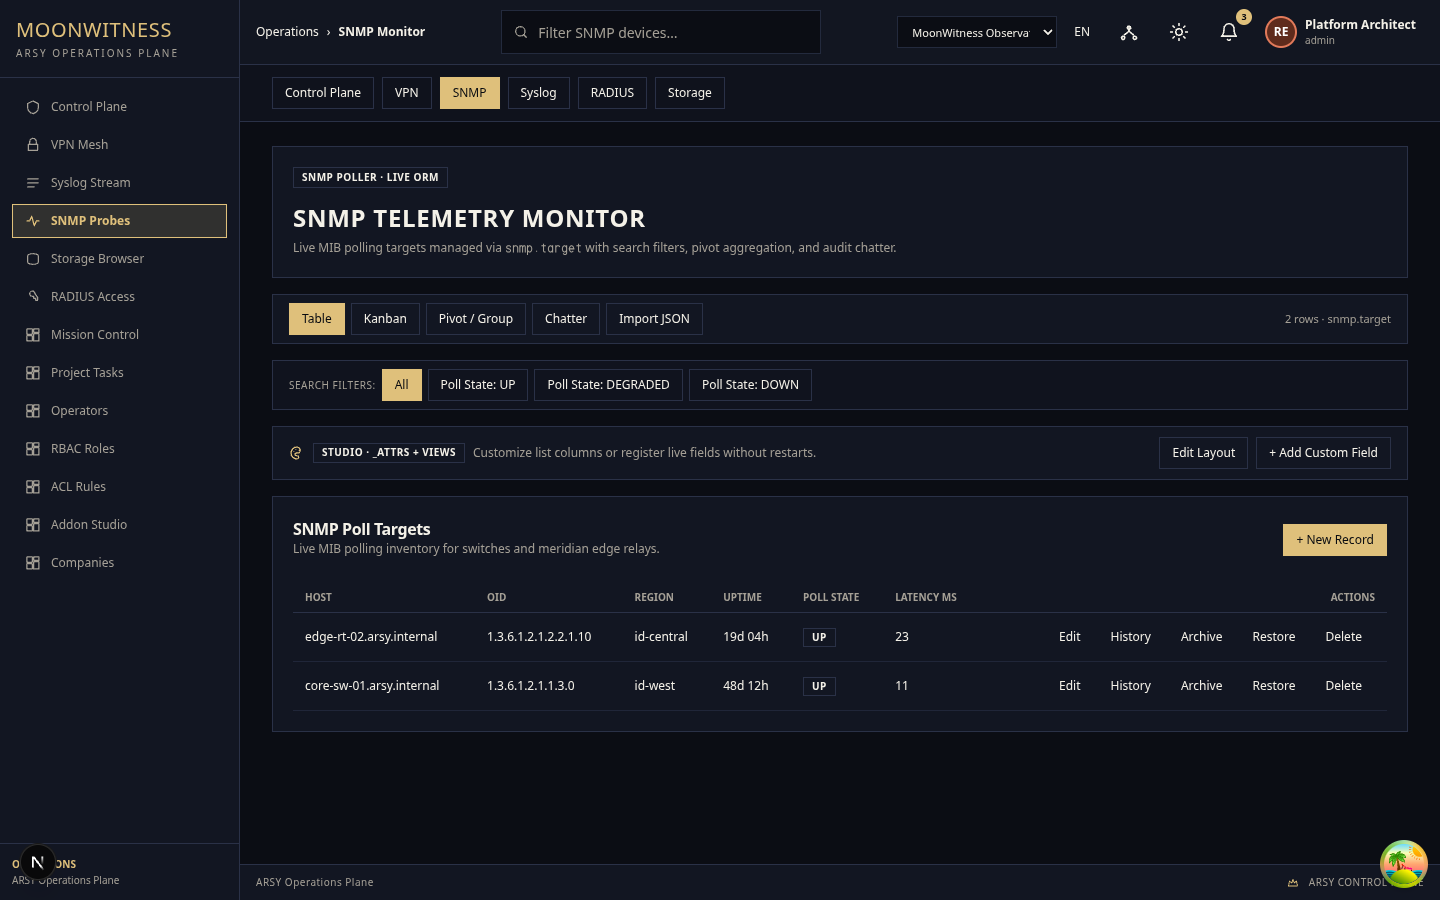 MOONWITNESS
ARSY OPERATIONS PLANE
Operations › SNMP Monitor
Filter SNMP devices...
MoonWitness Observa
EN
3
RE
Platform Architect
admin
Control Plane
VPN Mesh
Syslog Stream
SNMP Probes
Storage Browser
RADIUS Access
Mission Control
Project Tasks
Operators
RBAC Roles
ACL Rules
Addon Studio
Companies
Control Plane VPN SNMP Syslog RADIUS Storage
SNMP POLLER · LIVE ORM
SNMP TELEMETRY MONITOR
Live MIB polling targets managed via snmp.target with search filters, pivot aggregation, and audit chatter.
Table Kanban Pivot / Group Chatter Import JSON 2 rows · snmp.target
SEARCH FILTERS: All Poll State: UP Poll State: DEGRADED Poll State: DOWN
STUDIO · _ATTRS + VIEWS Customize list columns or register live fields without restarts. Edit Layout + Add Custom Field
SNMP Poll Targets
Live MIB polling inventory for switches and meridian edge relays.
+ New Record
HOST OID REGION UPTIME POLL STATE LATENCY MS ACTIONS
edge-rt-02.arsy.internal 1.3.6.1.2.1.2.2.1.10 id-central 19d 04h UP 23 Edit History Archive Restore Delete
core-sw-01.arsy.internal 1.3.6.1.2.1.1.3.0 id-west 48d 12h UP 11 Edit History Archive Restore Delete
N
ARSY Operations Plane
ARSY Operations Plane
ARSY CONTROL